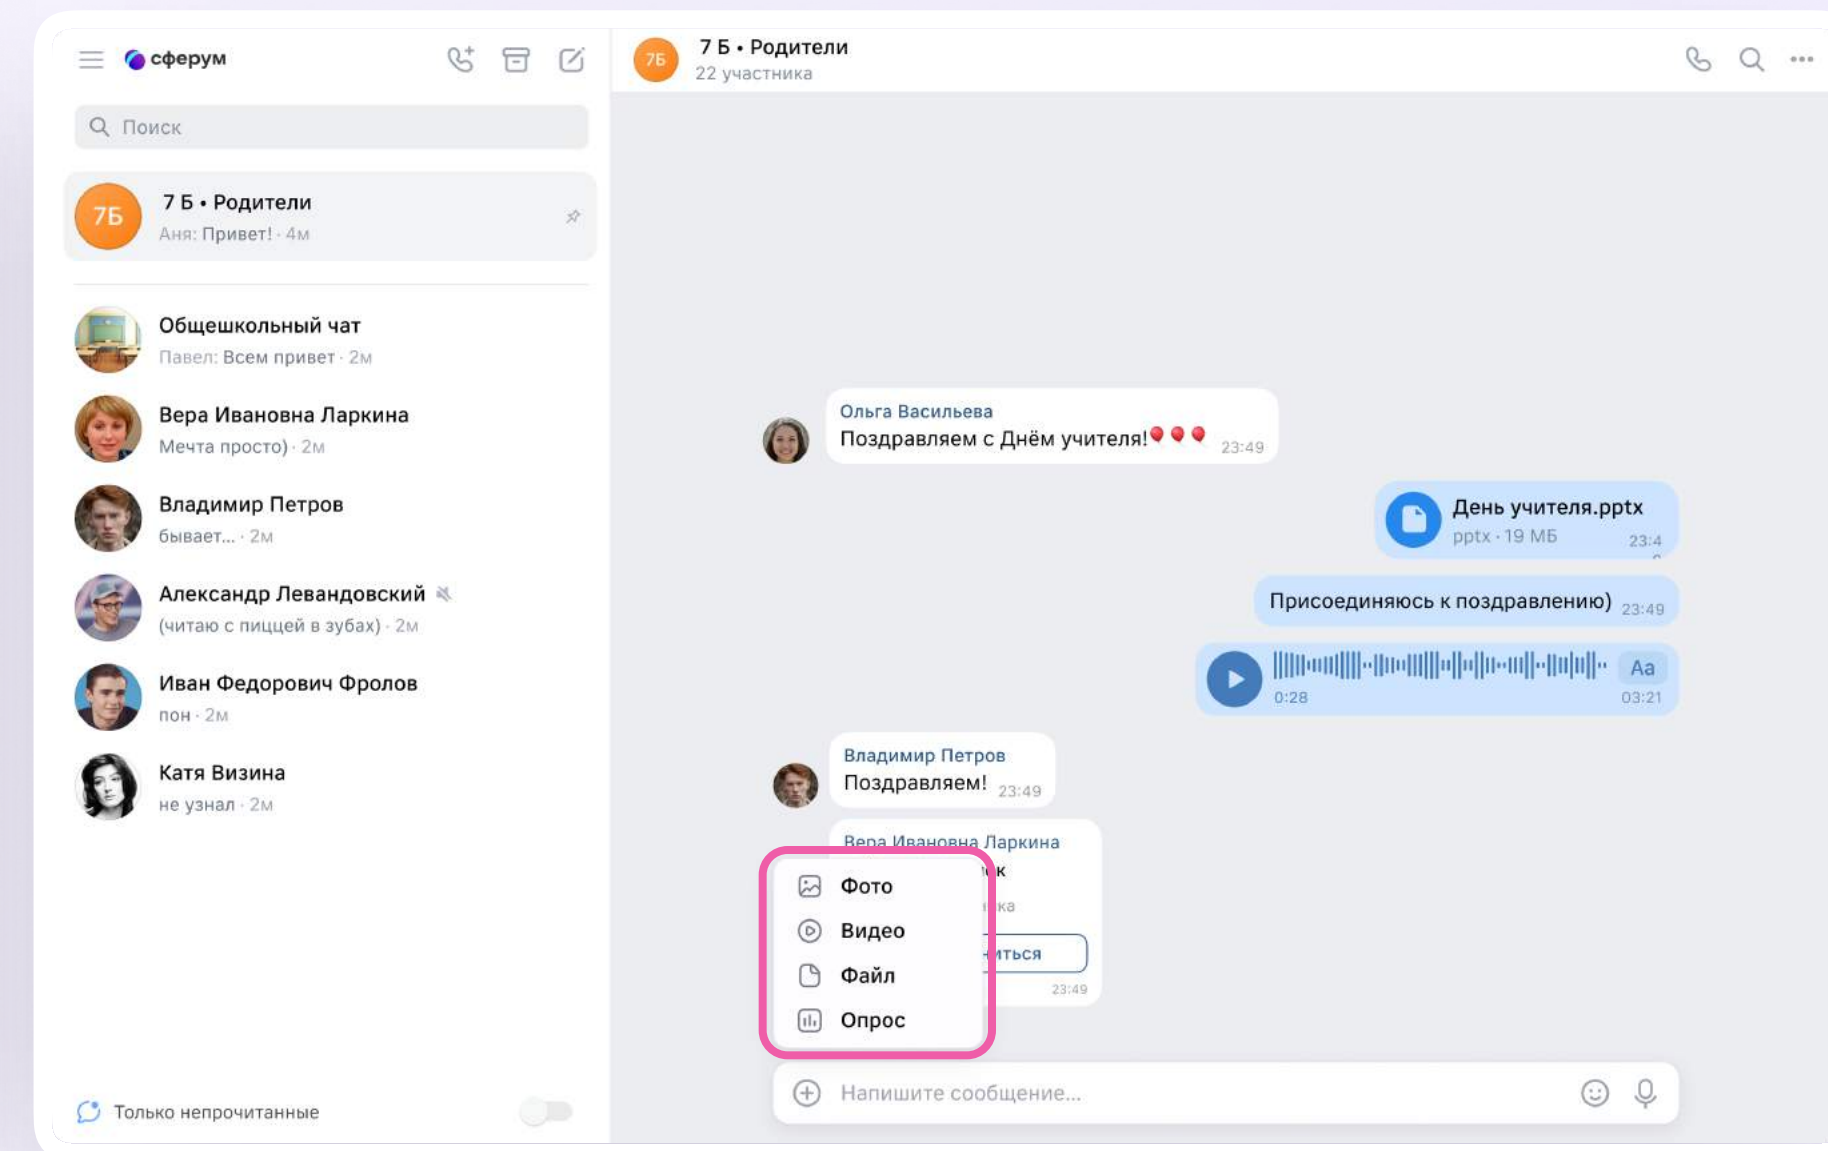 сферум
Поиск
7Б
7 Б • Родители
Аня: Привет! · 4м
Общешкольный чат
Павел: Всем привет · 2м
Вера Ивановна Ларкина
Мечта просто) · 2м
Владимир Петров
бывает... · 2м
Александр Левандовский
(читаю с пиццей в зубах) · 2м
Иван Федорович Фролов
пон · 2м
Катя Визина
не узнал · 2м
Только непрочитанные
7Б
7 Б • Родители
22 участника
Ольга Васильева
Поздравляем с Днём учителя! 23:49
День учителя.pptx
pptx · 19 МБ 23:4
Присоединяюсь к поздравлению) 23:49
Aa
0:28 03:21
Владимир Петров
Поздравляем! 23:49
Вера Ивановна Ларкина
Фото
Видео
Файл
Опрос
ка
ниться
23:49
Напишите сообщение...